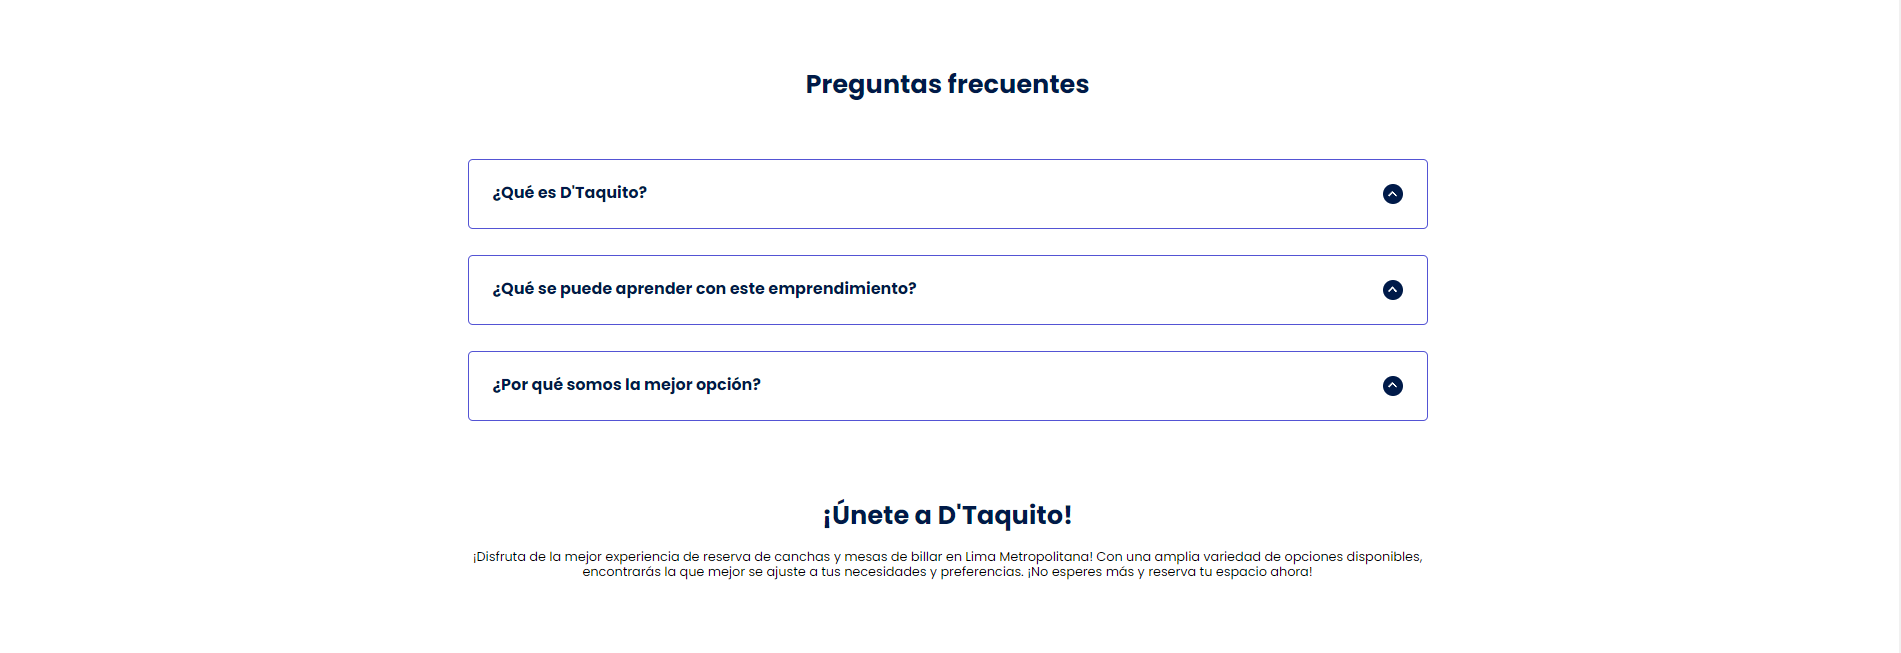 Preguntas frecuentes
¿Qué es D'Taquito?
¿Qué se puede aprender con este emprendimiento?
¿Por qué somos la mejor opción?
¡Únete a D'Taquito!
¡Disfruta de la mejor experiencia de reserva de canchas y mesas de billar en Lima Metropolitana! Con una amplia variedad de opciones disponibles,
encontrarás la que mejor se ajuste a tus necesidades y preferencias. ¡No esperes más y reserva tu espacio ahora!